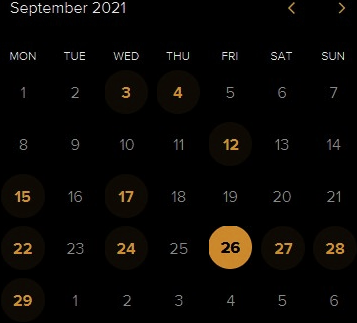 September 2021
MON TUE WED THU FRI SAT SUN
1 2 3 4 5 6 7
8 9 10 11 12 13 14
15 16 17 18 19 20 21
22 23 24 25 26 27 28
29 1 2 3 4 5 6